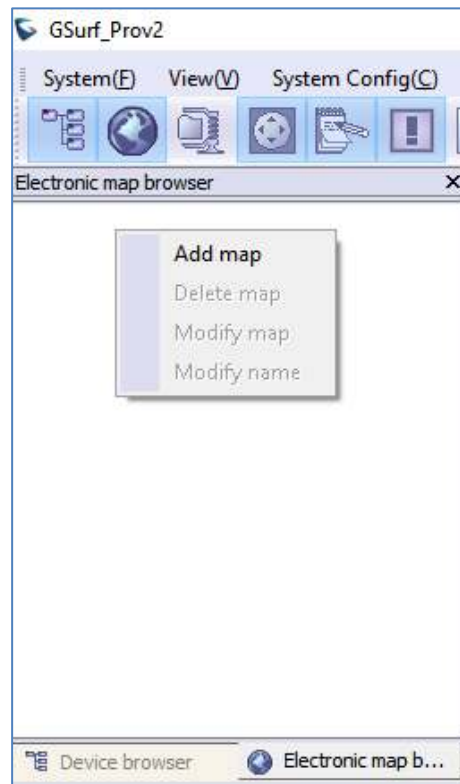 GSurf_Prov2
System(F) View(V) System Config(C)
Electronic map browser
Add map
Delete map
Modify map
Modify name
Device browser Electronic map b...